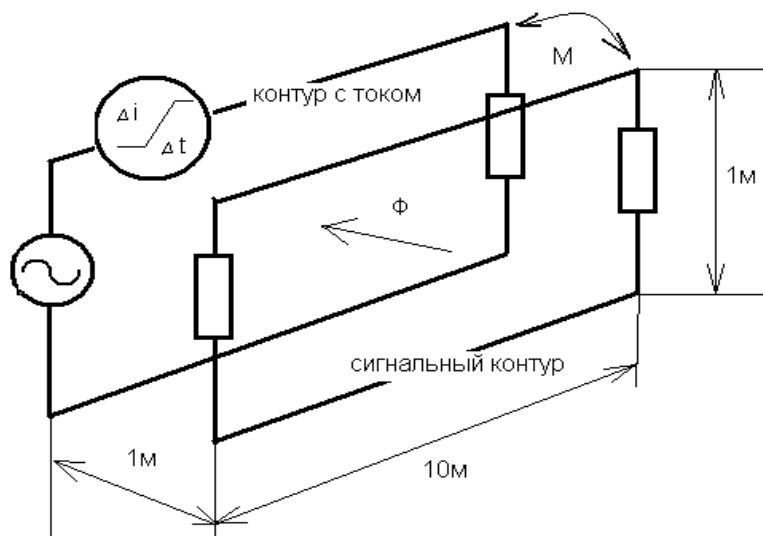 M
контур с током
Δi
Δt
1м
Ф
сигнальный контур
1м
10м